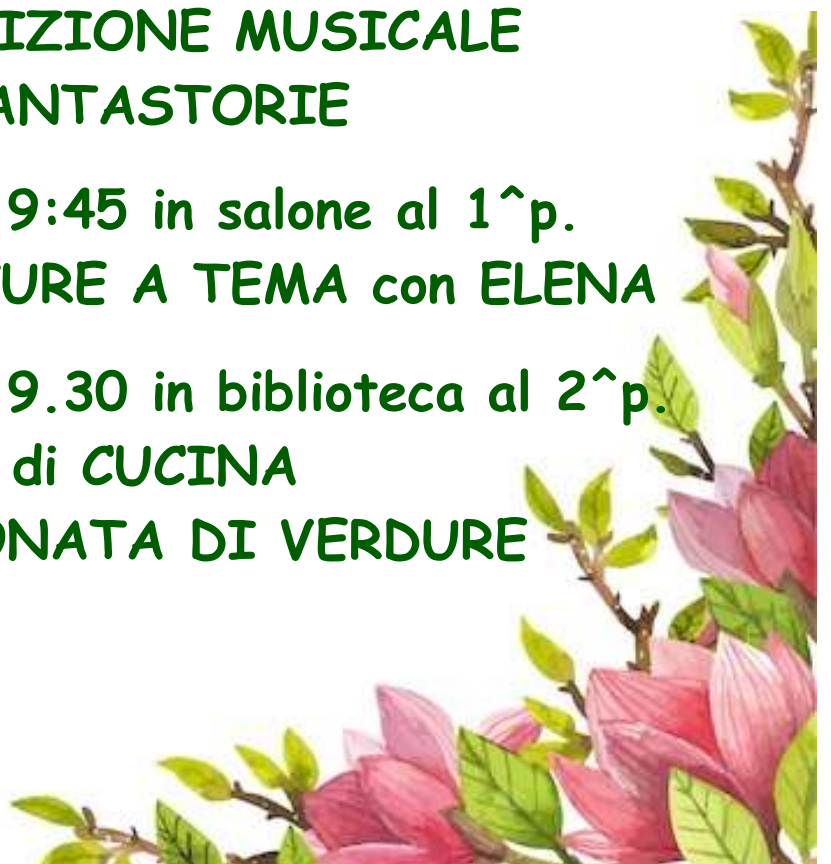 IZIONE MUSICALE
ANTASTORIE
9:45 in salone al 1^p.
TURE A TEMA con ELENA
9.30 in biblioteca al 2^p.
di CUCINA
ONATA DI VERDURE